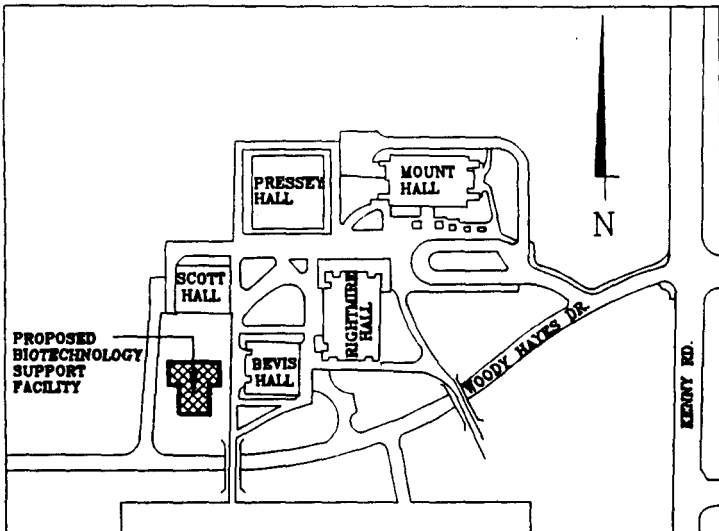 PRESSEY
HALL
MOUNT
HALL
N
SCOTT
HALL
RIGHTMIRE
HALL
PROPOSED
BIOTECHNOLOGY
SUPPORT
FACILITY
BEVIS
HALL
WOODY HAYES DR.
KENNY RD.